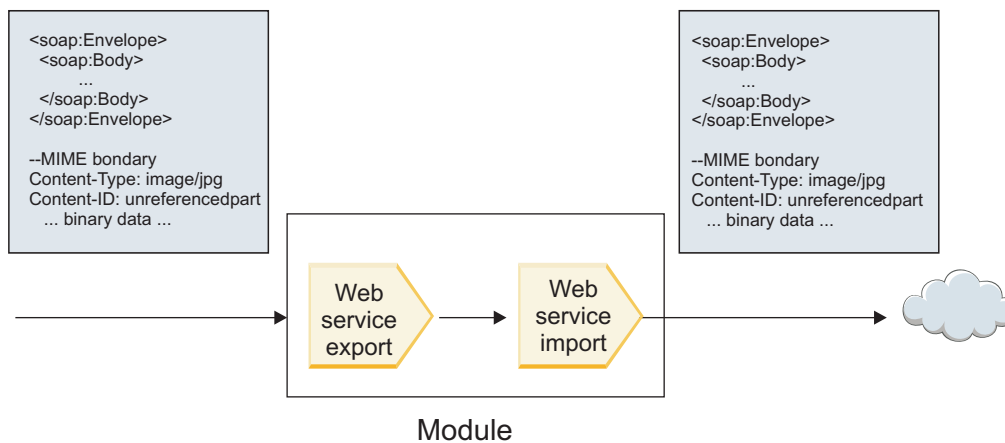 <soap:Envelope>
<soap:Body>
...
</soap:Body>
</soap:Envelope>
--MIME bondary
Content-Type: image/jpg
Content-ID: unreferencedpart
... binary data ...
<soap:Envelope>
<soap:Body>
...
</soap:Body>
</soap:Envelope>
--MIME bondary
Content-Type: image/jpg
Content-ID: unreferencedpart
... binary data ...
Web
service
export
Web
service
import
Module